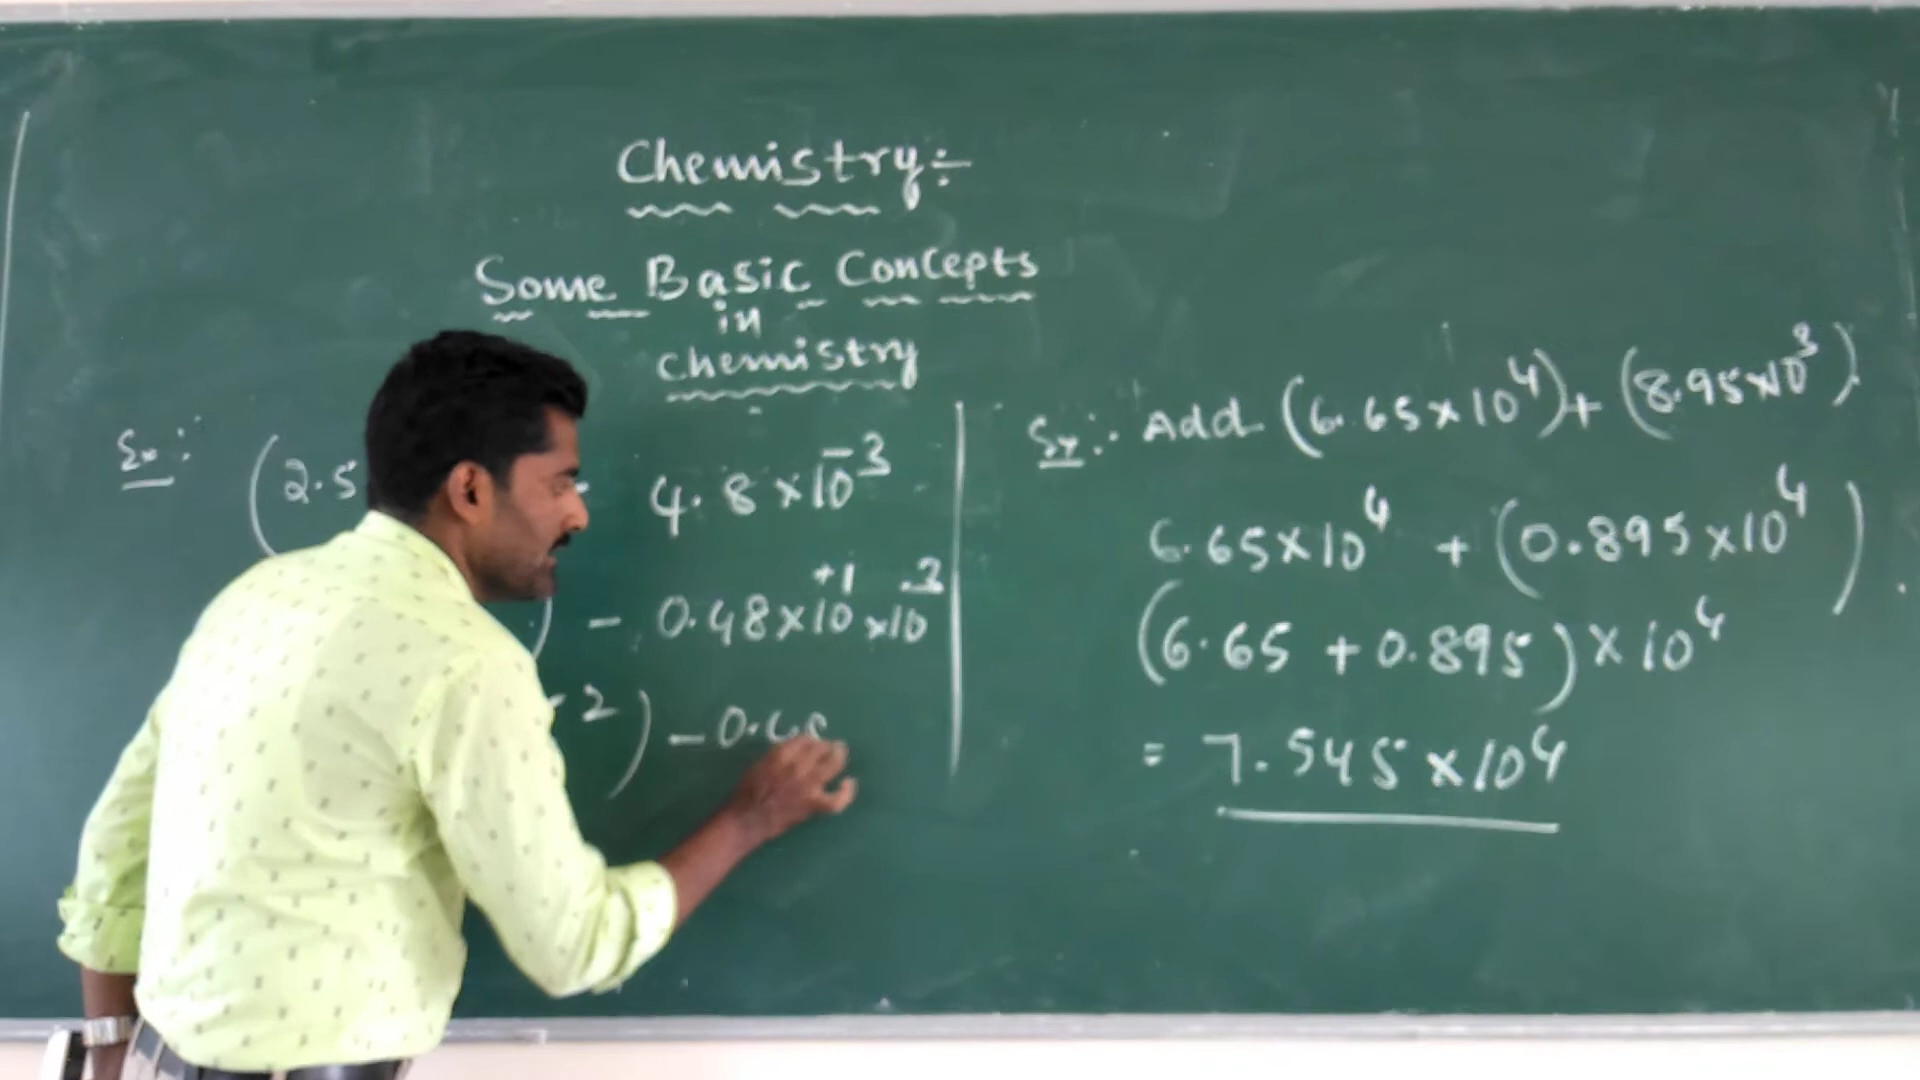 Chemistry:-
Some Basic Concepts
in
chemistry
Ex:
(2.5 - 4.8×10⁻³
) - 0.48×10⁺¹×10⁻³
⁻²) - 0.48
Ex:. Add (6.65×10⁴)+(8.95×10³).
6.65×10⁴ + (0.895×10⁴)
(6.65 + 0.895)×10⁴
= 7.545×10⁴